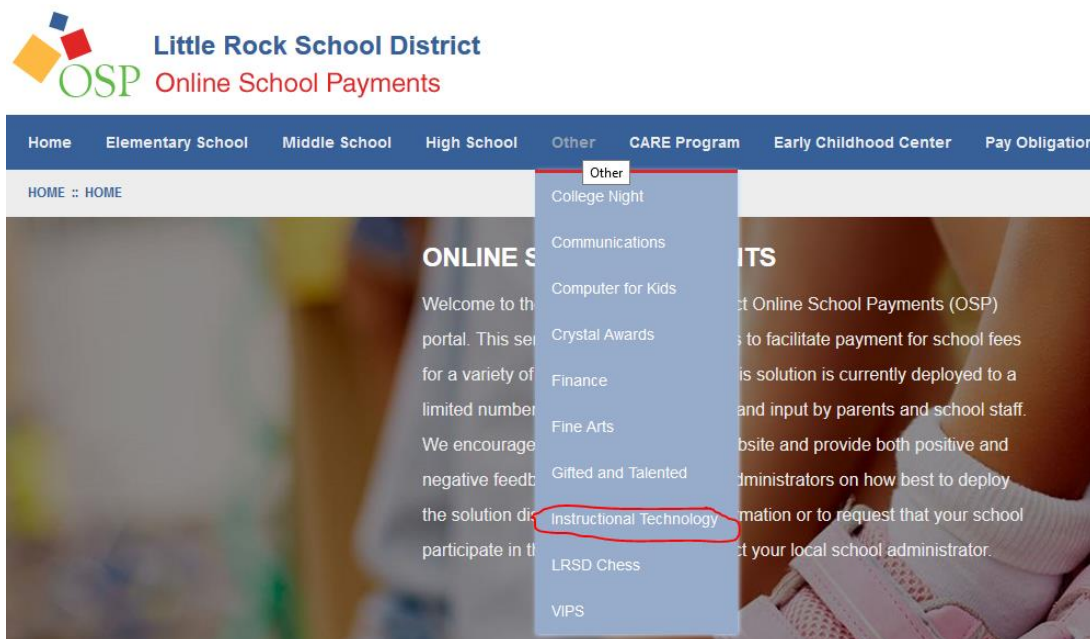 Little Rock School District
OSP Online School Payments
Home Elementary School Middle School High School Other CARE Program Early Childhood Center Pay Obligation
Other
HOME :: HOME
College Night
Communications
Computer for Kids
Crystal Awards
Finance
Fine Arts
Gifted and Talented
Instructional Technology
LRSD Chess
VIPS
ONLINE S TS
Welcome to th ct Online School Payments (OSP)
portal. This ser s to facilitate payment for school fees
for a variety of is solution is currently deployed to a
limited number and input by parents and school staff.
We encourage bsite and provide both positive and
negative feedb dministrators on how best to deploy
the solution di rmation or to request that your school
participate in th ct your local school administrator.